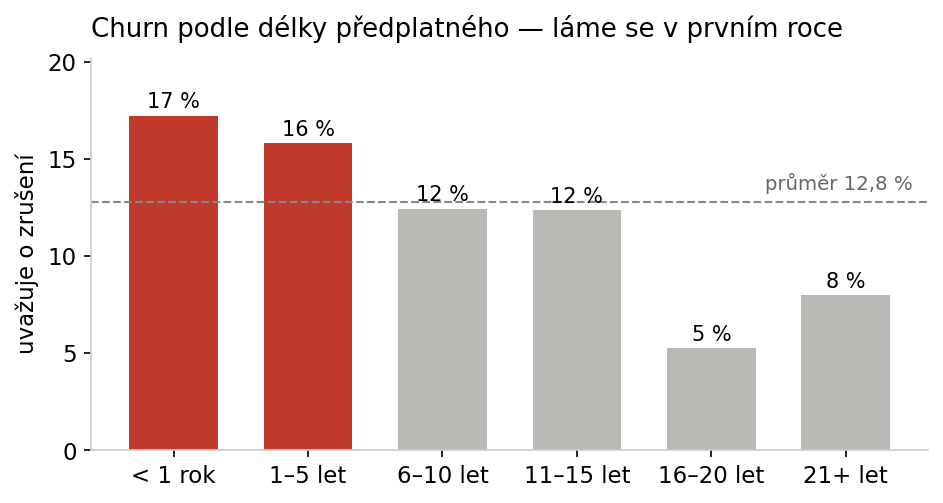 Churn podle délky předplatného — láme se v prvním roce
uvažuje o zrušení
20
15
10
5
0
17 %
16 %
12 %
12 %
5 %
8 %
průměr 12,8 %
< 1 rok
1–5 let
6–10 let
11–15 let
16–20 let
21+ let